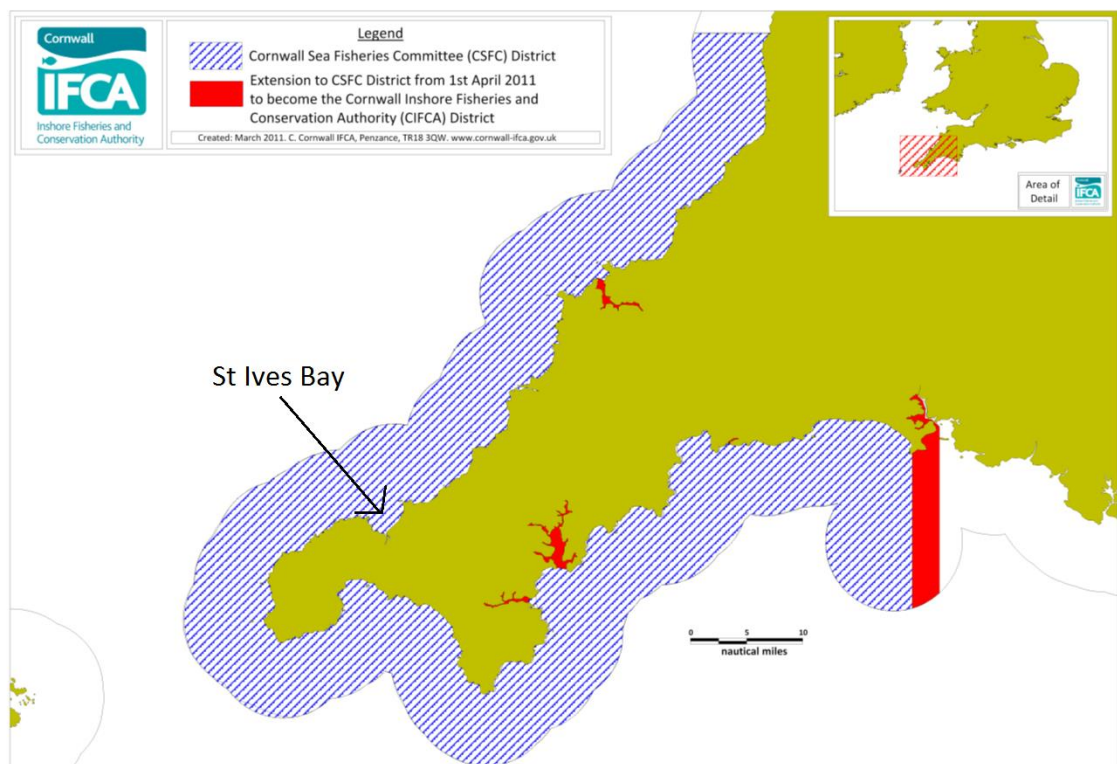 Cornwall
IFCA
Inshore Fisheries and
Conservation Authority
Legend
Cornwall Sea Fisheries Committee (CSFC) District
Extension to CSFC District from 1st April 2011
to become the Cornwall Inshore Fisheries and
Conservation Authority (CIFCA) District
Created: March 2011. C. Cornwall IFCA, Penzance, TR18 3QW. www.cornwall-ifca.gov.uk
Area of
Detail
Cornwall
IFCA
St Ives Bay
0 5 10
nautical miles